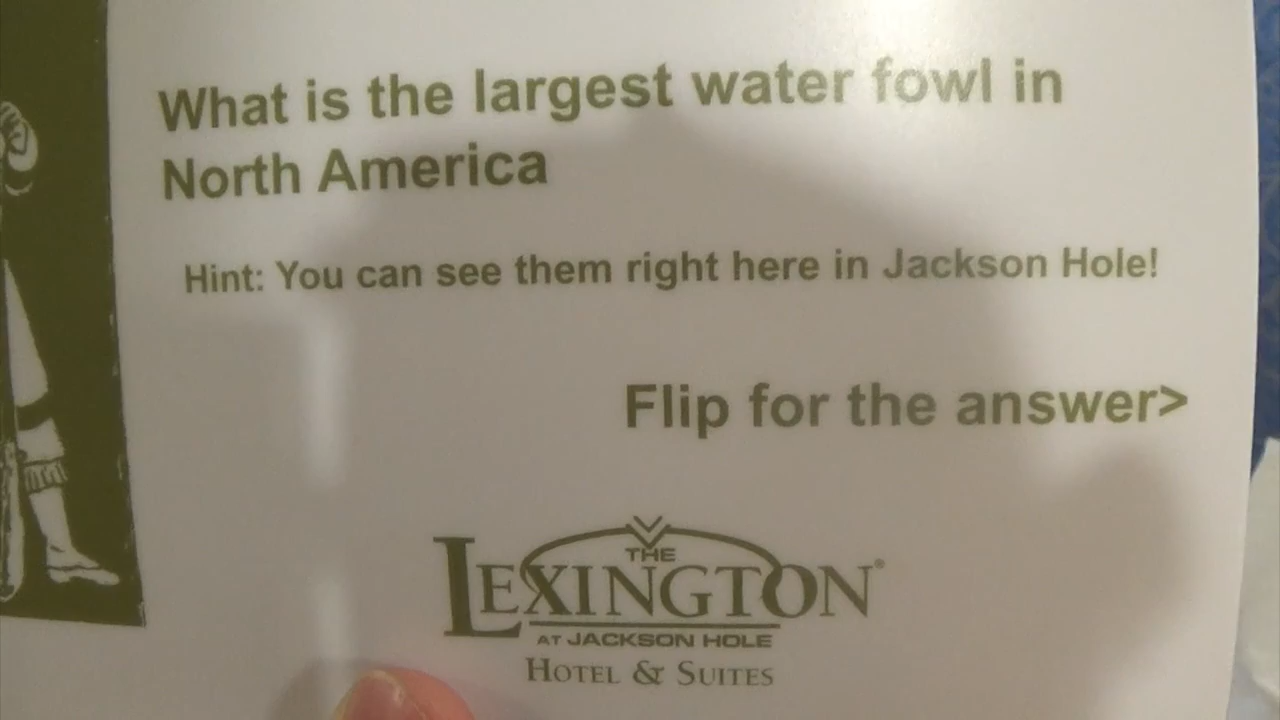 What is the largest water fowl in
North America
Hint: You can see them right here in Jackson Hole!
Flip for the answer>
THE
LEXINGTON®
AT JACKSON HOLE
HOTEL & SUITES